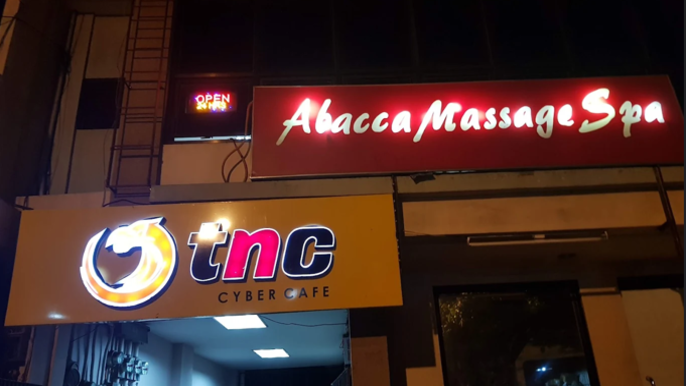 OPEN
Abacca Massage Spa
tnc
CYBER CAFE